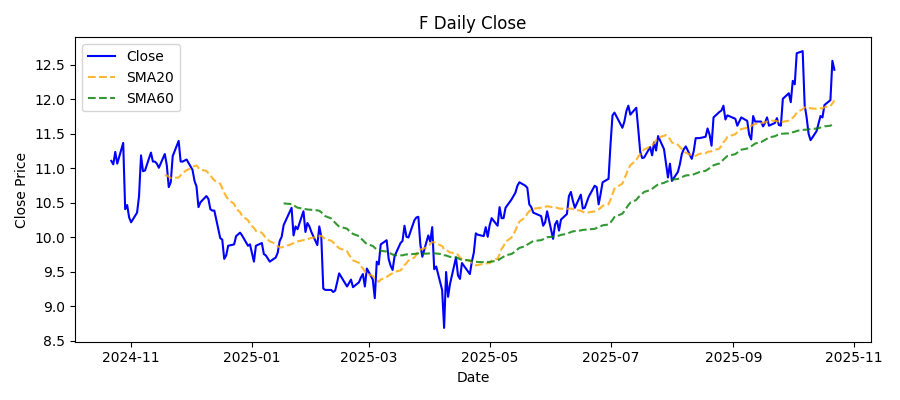 F Daily Close
Close
SMA20
SMA60
Close Price
12.5
12.0
11.5
11.0
10.5
10.0
9.5
9.0
8.5
2024-11
2025-01
2025-03
2025-05
2025-07
2025-09
2025-11
Date